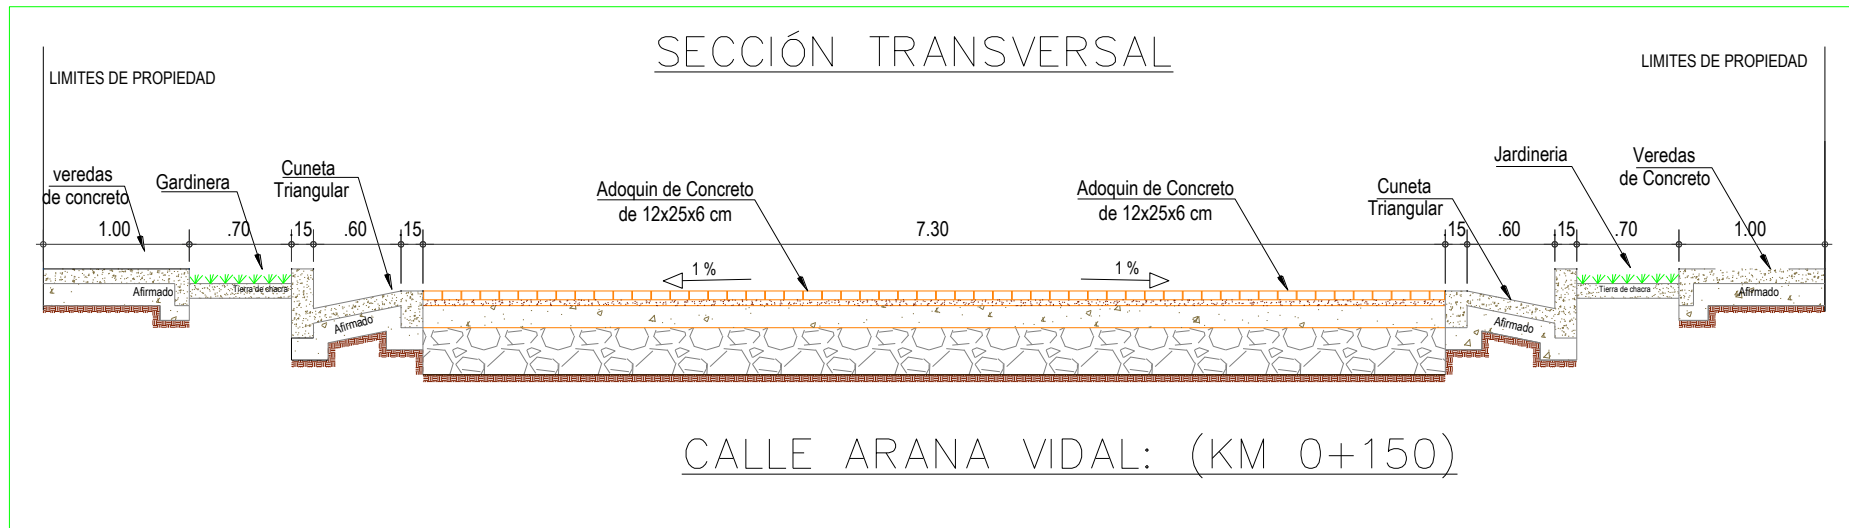 SECCIÓN TRANSVERSAL
LIMITES DE PROPIEDAD
LIMITES DE PROPIEDAD
veredas
de concreto
Gardinera
Cuneta
Triangular
Adoquin de Concreto
de 12x25x6 cm
Adoquin de Concreto
de 12x25x6 cm
Cuneta
Triangular
Jardineria
Veredas
de Concreto
1.00 .70 .15 .60 .15 7.30 .15 .60 .15 .70 1.00
1 % 1 %
Afirmado
Tierra de chacra
Afirmado
Afirmado
Tierra de chacra
Afirmado
CALLE ARANA VIDAL: (KM 0+150)